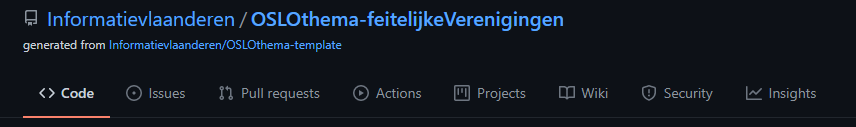 Informatievlaanderen / OSLOthema-feitelijkeVerenigingen
generated from Informatievlaanderen/OSLOthema-template
<> Code Issues Pull requests Actions Projects Wiki Security Insights